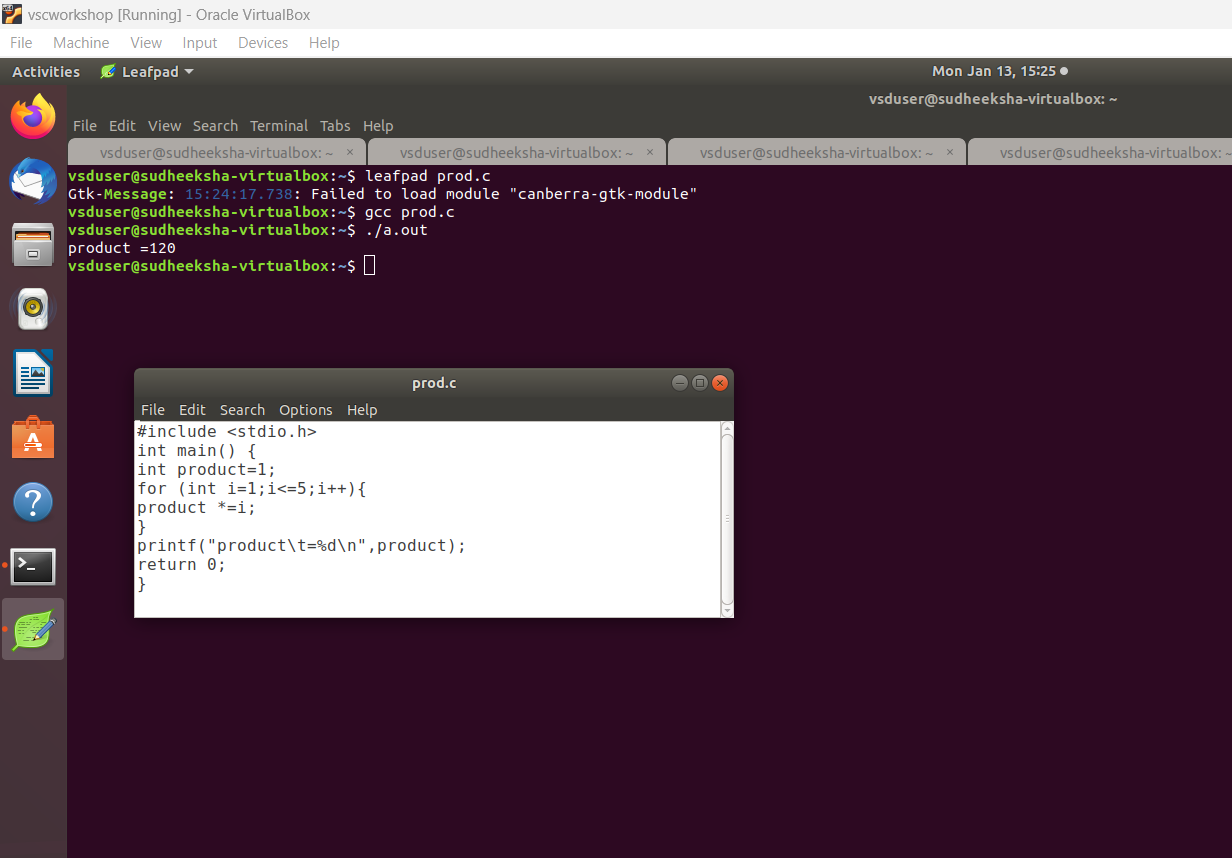 vscworkshop [Running] - Oracle VirtualBox
File Machine View Input Devices Help
Activities Leafpad Mon Jan 13, 15:25
vsduser@sudheeksha-virtualbox: ~
File Edit View Search Terminal Tabs Help
vsduser@sudheeksha-virtualbox: ~ × vsduser@sudheeksha-virtualbox: ~ × vsduser@sudheeksha-virtualbox: ~ × vsduser@sudheeksha-virtualbox: ~
vsduser@sudheeksha-virtualbox:~$ leafpad prod.c
Gtk-Message: 15:24:17.738: Failed to load module "canberra-gtk-module"
vsduser@sudheeksha-virtualbox:~$ gcc prod.c
vsduser@sudheeksha-virtualbox:~$ ./a.out
product =120
vsduser@sudheeksha-virtualbox:~$
prod.c
File Edit Search Options Help
#include <stdio.h>
int main() {
int product=1;
for (int i=1;i<=5;i++){
product *=i;
}
printf("product\t=%d\n",product);
return 0;
}